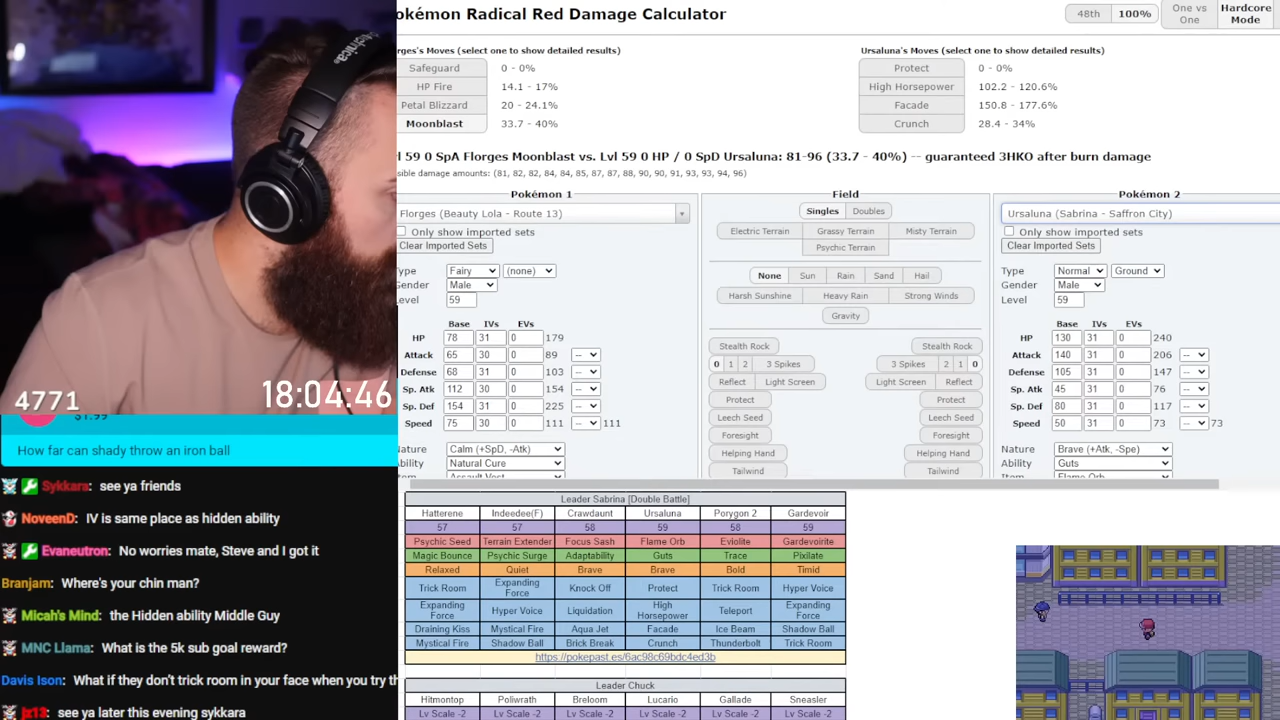 okémon Radical Red Damage Calculator
48th 100% One vs One Hardcore Mode
rges's Moves (select one to show detailed results)
Safeguard 0 - 0%
HP Fire 14.1 - 17%
Petal Blizzard 20 - 24.1%
Moonblast 33.7 - 40%
Ursaluna's Moves (select one to show detailed results)
Protect 0 - 0%
High Horsepower 102.2 - 120.6%
Facade 150.8 - 177.6%
Crunch 28.4 - 34%
l 59 0 SpA Florges Moonblast vs. Lvl 59 0 HP / 0 SpD Ursaluna: 81-96 (33.7 - 40%) -- guaranteed 3HKO after burn damage
sible damage amounts: (81, 82, 82, 84, 84, 85, 87, 87, 88, 90, 90, 91, 93, 93, 94, 96)
Pokémon 1
Florges (Beauty Lola - Route 13)
Only show imported sets
Clear Imported Sets
Type Fairy (none)
Gender Male
Level 59
Base IVs EVs
HP 78 31 0 179
Attack 65 30 0 89 --
Defense 68 31 0 103 --
Sp. Atk 112 30 0 154 --
Sp. Def 154 31 0 225 --
Speed 75 30 0 111 -- 111
Nature Calm (+SpD, -Atk)
Ability Natural Cure
Item Assault Vest
Field
Singles Doubles
Electric Terrain Grassy Terrain Misty Terrain
Psychic Terrain
None Sun Rain Sand Hail
Harsh Sunshine Heavy Rain Strong Winds
Gravity
Stealth Rock Stealth Rock
0 1 2 3 Spikes 3 Spikes 2 1 0
Reflect Light Screen Light Screen Reflect
Protect Protect
Leech Seed Leech Seed
Foresight Foresight
Helping Hand Helping Hand
Tailwind Tailwind
Pokémon 2
Ursaluna (Sabrina - Saffron City)
Only show imported sets
Clear Imported Sets
Type Normal Ground
Gender Male
Level 59
Base IVs EVs
HP 130 31 0 240
Attack 140 31 0 206 --
Defense 105 31 0 147 --
Sp. Atk 45 31 0 76 --
Sp. Def 80 31 0 117 --
Speed 50 31 0 73 -- 73
Nature Brave (+Atk, -Spe)
Ability Guts
Item Flame Orb
audio-technica
4771
18:04:46
$1.99
How far can shady throw an iron ball
Sykkara: see ya friends
NoveenD: IV is same place as hidden ability
Evaneutron: No worries mate, Steve and I got it
Branjam: Where's your chin man?
Micah's Mind: the Hidden ability Middle Guy
NIC Llama: what is the 5k sub goal reward?
Davis Ison: What if they don't trick room in your face when you try th
see ya later this evening sykkara
Leader Sabrina [Double Battle]
Hatterene Indeedee(F) Crawdaunt Ursaluna Porygon 2 Gardevoir
57 57 58 59 58 59
Psychic Seed Terrain Extender Focus Sash Flame Orb Eviolite Gardevoirite
Magic Bounce Psychic Surge Adaptability Guts Trace Pixilate
Relaxed Quiet Brave Brave Bold Timid
Trick Room Expanding Force Knock Off Protect Trick Room Hyper Voice
Expanding Force Hyper Voice Liquidation High Horsepower Teleport Expanding Force
Draining Kiss Mystical Fire Aqua Jet Facade Ice Beam Shadow Ball
Mystical Fire Shadow Ball Brick Break Crunch Thunderbolt Trick Room
https://pokepast.es/6ac98c69bdc4ed3b
Leader Chuck
Hitmontop Poliwrath Breloom Lucario Gallade Sneasler
Lv Scale -2 Lv Scale -2 Lv Scale -2 Lv Scale -2 Lv Scale -2 Lv Scale -2